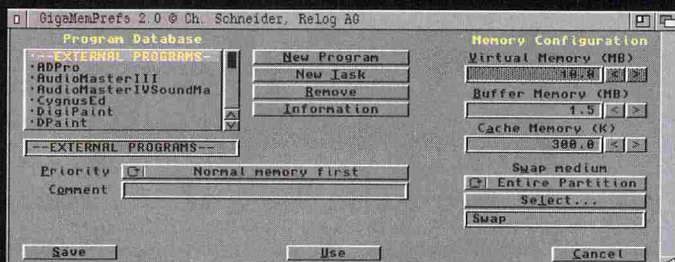 GigaMemPrefs 2.0 © Ch. Schneider, Relog AG
Program Database
--EXTERNAL PROGRAMS-
·ADPro
·AudioMasterIII
·AudioMasterIVSoundMa
·CygnusEd
·DigiPaint
·DPaint
--EXTERNAL PROGRAMS--
New Program
New Task
Remove
Information
Priority
Normal memory first
Comment
Memory Configuration
Virtual Memory (MB)
10.0 < >
Buffer Memory (MB)
1.5 < >
Cache Memory (K)
300.0 < >
Swap medium
Entire Partition
Select...
Swap
Save
Use
Cancel